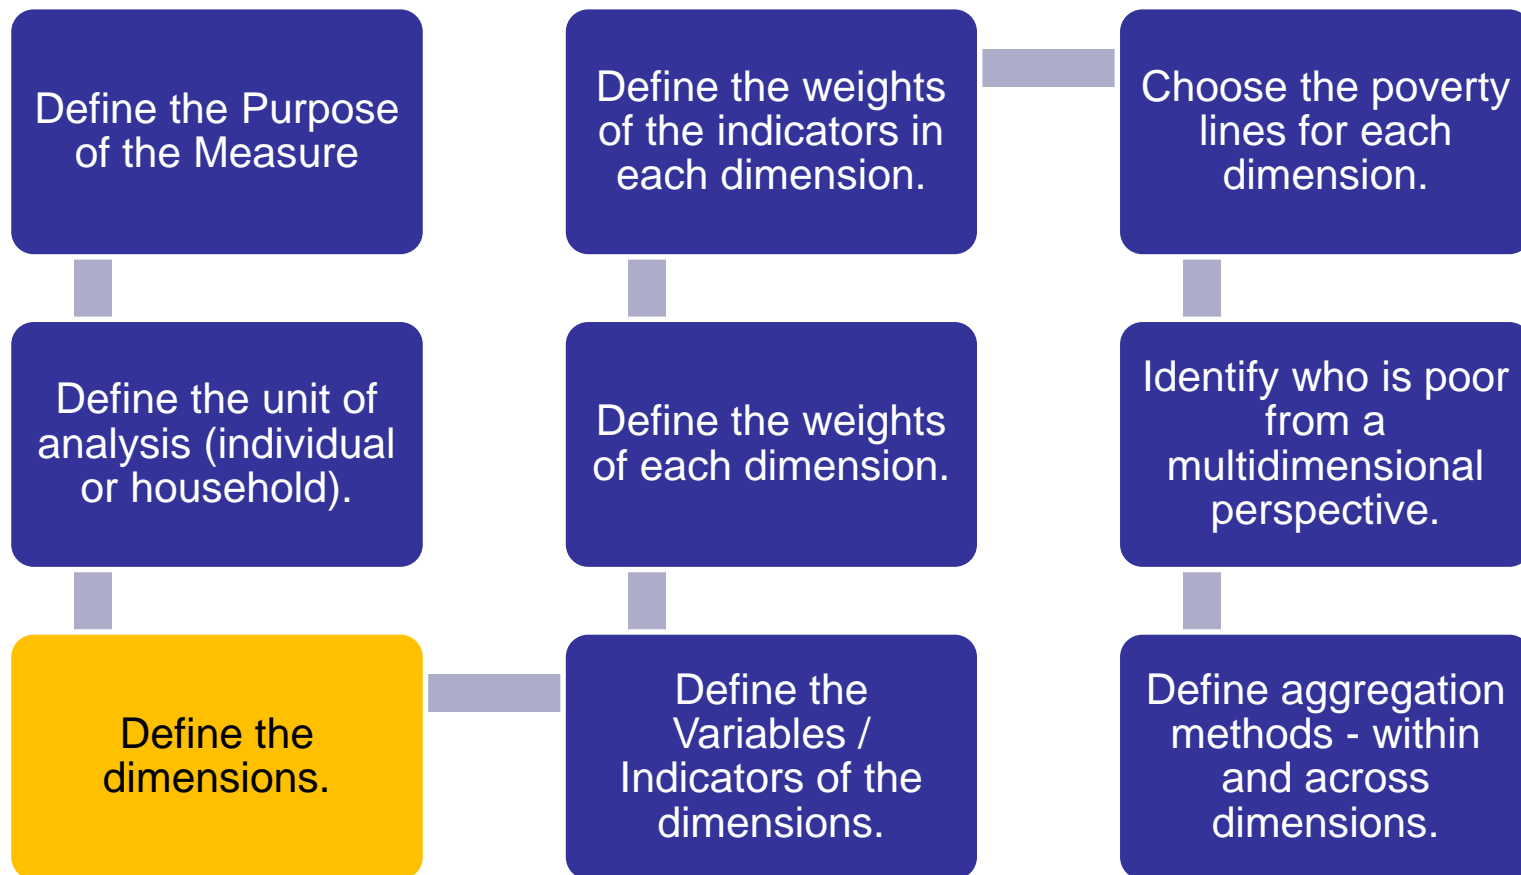 Define the Purpose
of the Measure
Define the unit of
analysis (individual
or household).
Define the
dimensions.
Define the
Variables /
Indicators of the
dimensions.
Define the weights
of each dimension.
Define the weights
of the indicators in
each dimension.
Choose the poverty
lines for each
dimension.
Identify who is poor
from a
multidimensional
perspective.
Define aggregation
methods - within
and across
dimensions.